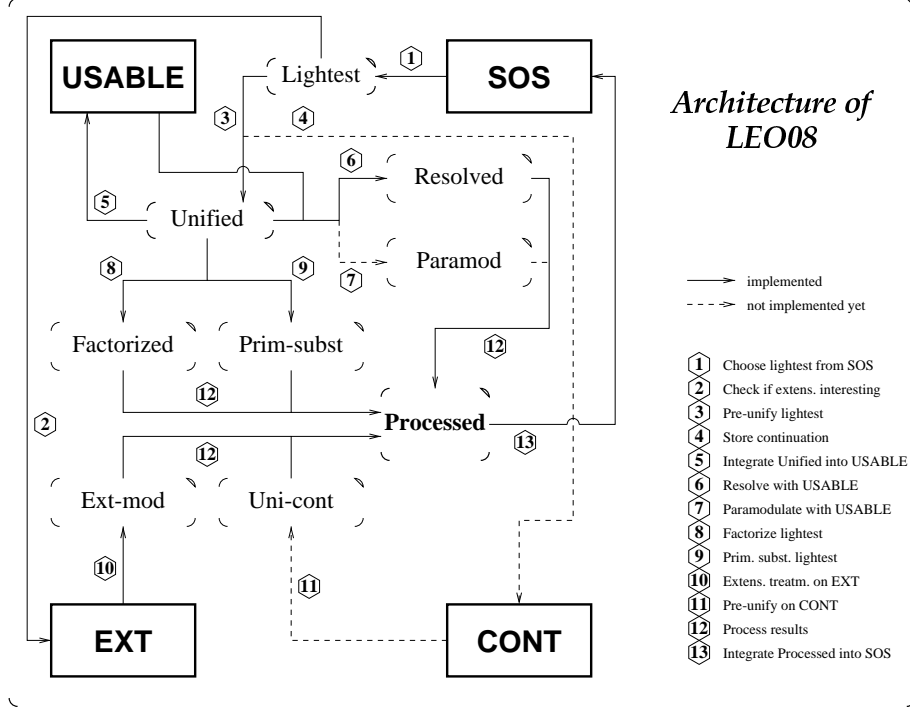 USABLE
Lightest
1
SOS
Architecture of
LEO08
3
4
6
Resolved
5
Unified
Paramod
8
9
7
implemented
not implemented yet
Factorized
Prim-subst
12
12
Processed
2
12
13
Ext-mod
Uni-cont
10
11
EXT
CONT
1 Choose lightest from SOS
2 Check if extens. interesting
3 Pre-unify lightest
4 Store continuation
5 Integrate Unified into USABLE
6 Resolve with USABLE
7 Paramodulate with USABLE
8 Factorize lightest
9 Prim. subst. lightest
10 Extens. treatm. on EXT
11 Pre-unify on CONT
12 Process results
13 Integrate Processed into SOS